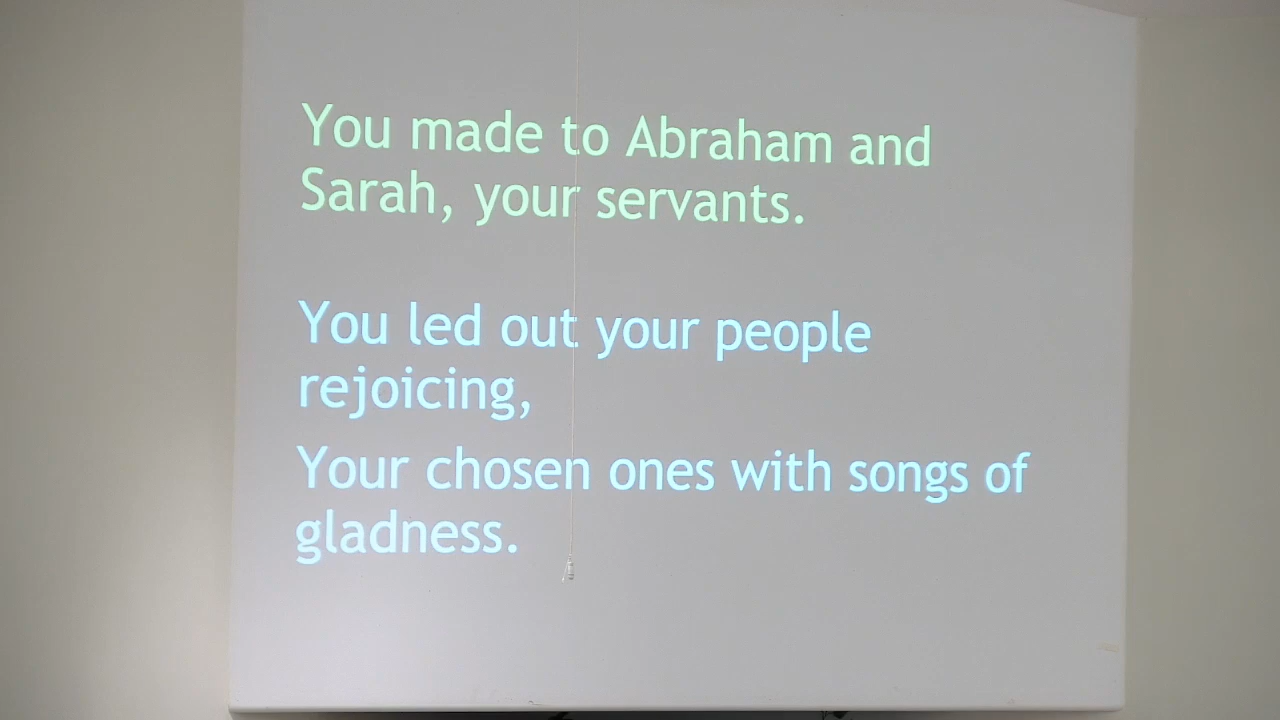 You made to Abraham and
Sarah, your servants.
You led out your people
rejoicing,
Your chosen ones with songs of
gladness.